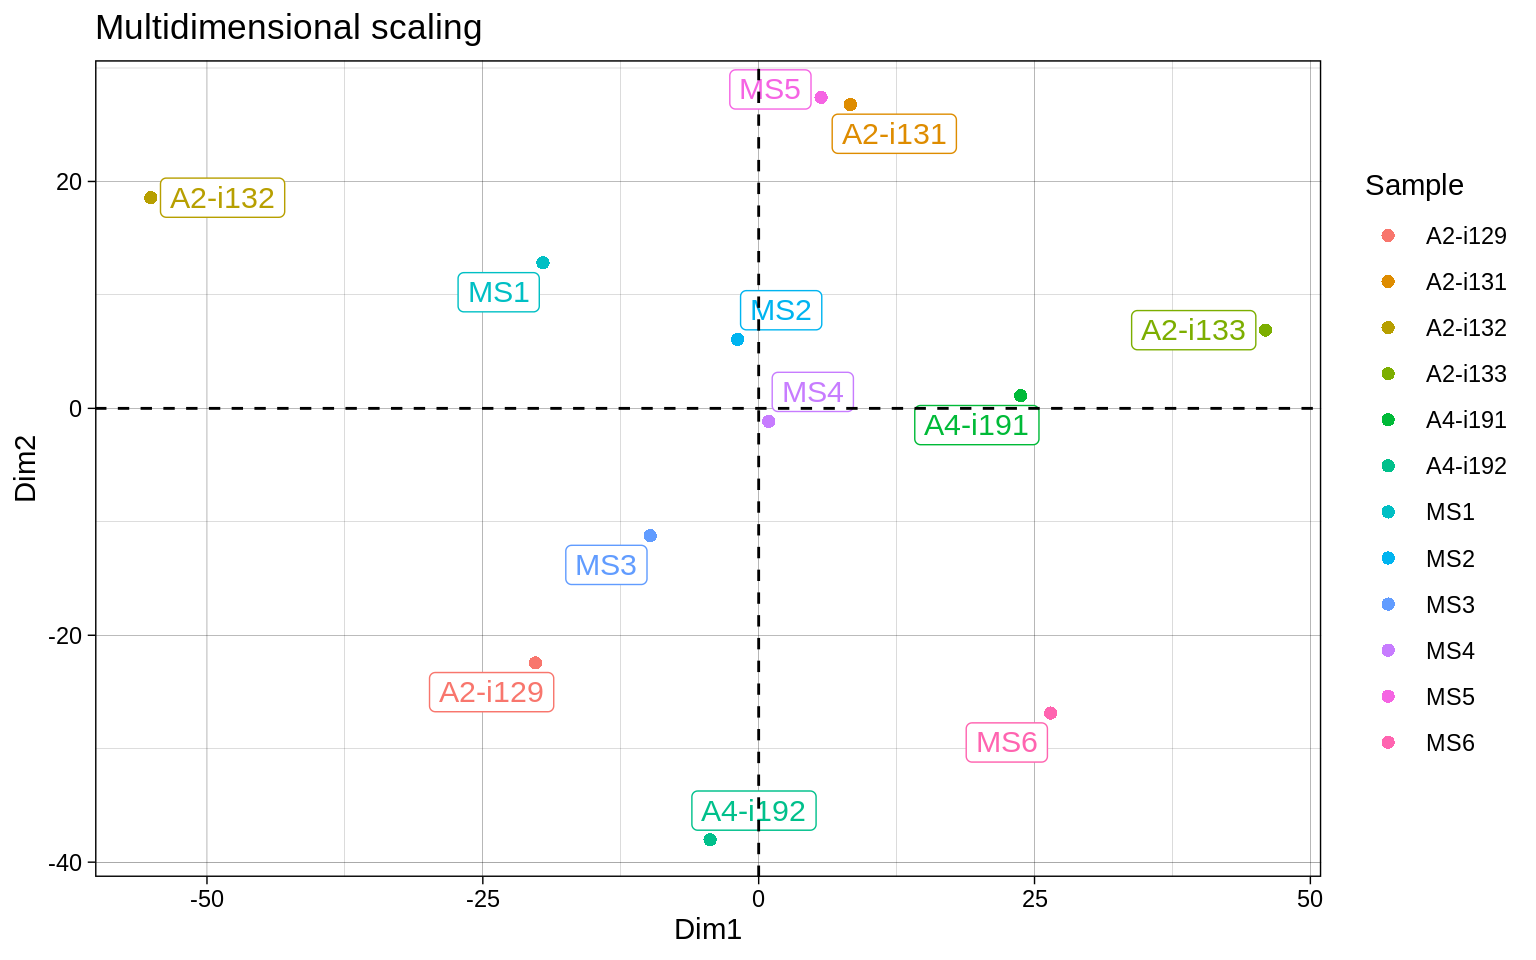 Multidimensional scaling
MS5
A2-i131
A2-i132
MS1
MS2
A2-i133
MS4
A4-i191
MS3
A2-i129
MS6
A4-i192
20
0
-20
-40
Dim2
-50
-25
0
25
50
Dim1
Sample
A2-i129
A2-i131
A2-i132
A2-i133
A4-i191
A4-i192
MS1
MS2
MS3
MS4
MS5
MS6